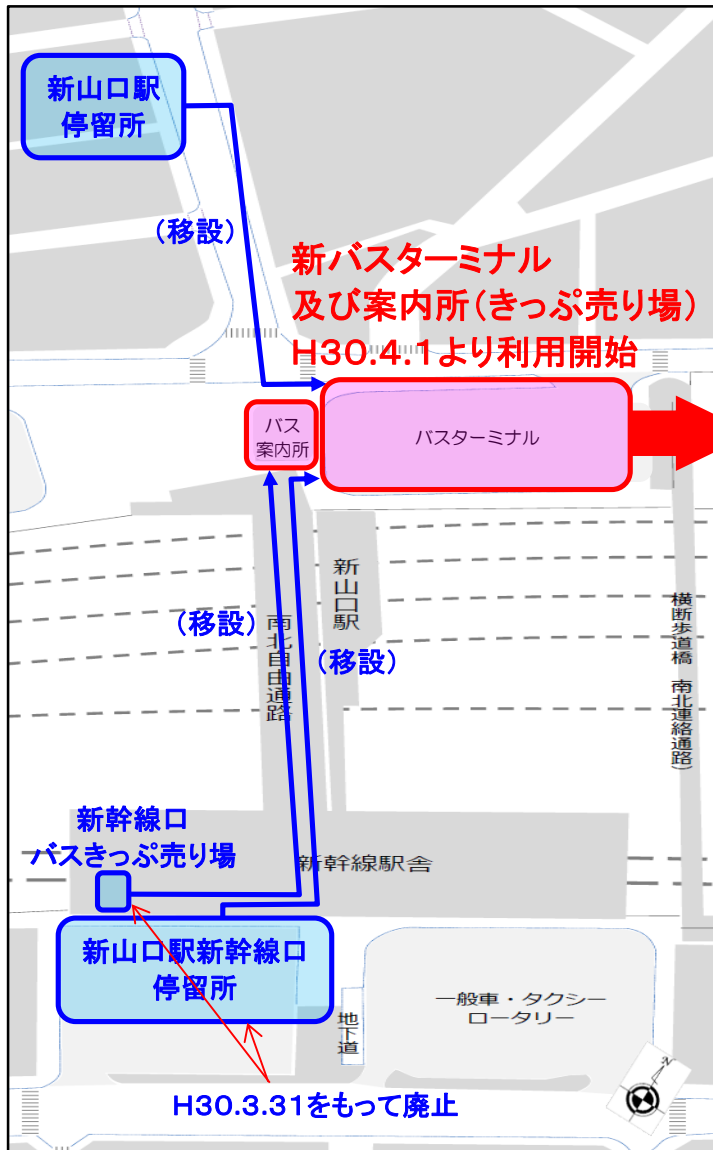 新山口駅
停留所
(移設)
新バスターミナル
及び案内所(きっぷ売り場)
H30.4.1より利用開始
バス
案内所
バスターミナル
新山口駅
南北自由通路
(移設)
(移設)
横断歩道橋 南北連絡通路)
新幹線口
バスきっぷ売り場
新幹線駅舎
新山口駅新幹線口
停留所
地下道
一般車・タクシー
ロータリー
N
H30.3.31をもって廃止